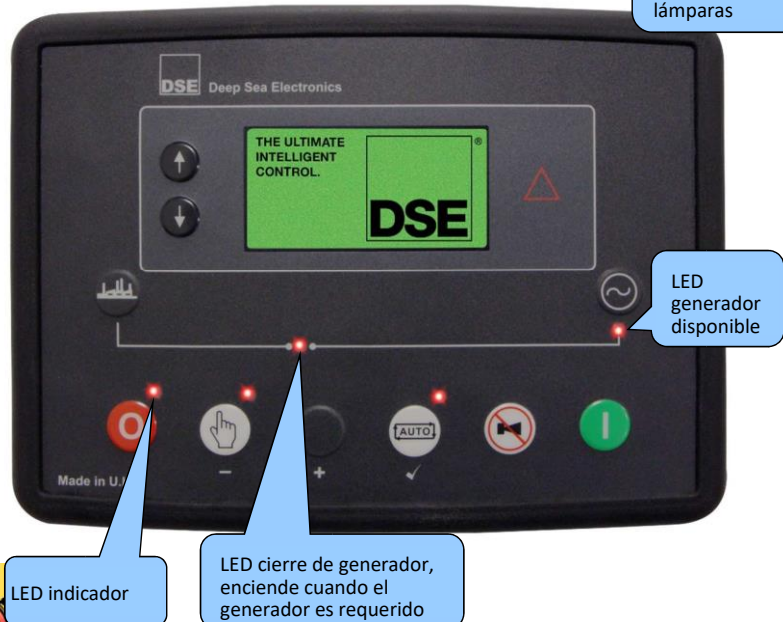 lámparas
DSE Deep Sea Electronics
THE ULTIMATE
INTELLIGENT
CONTROL.
DSE
®
LED
generador
disponible
O
AUTO
I
−
+
✓
Made in U.
LED indicador
LED cierre de generador,
enciende cuando el
generador es requerido